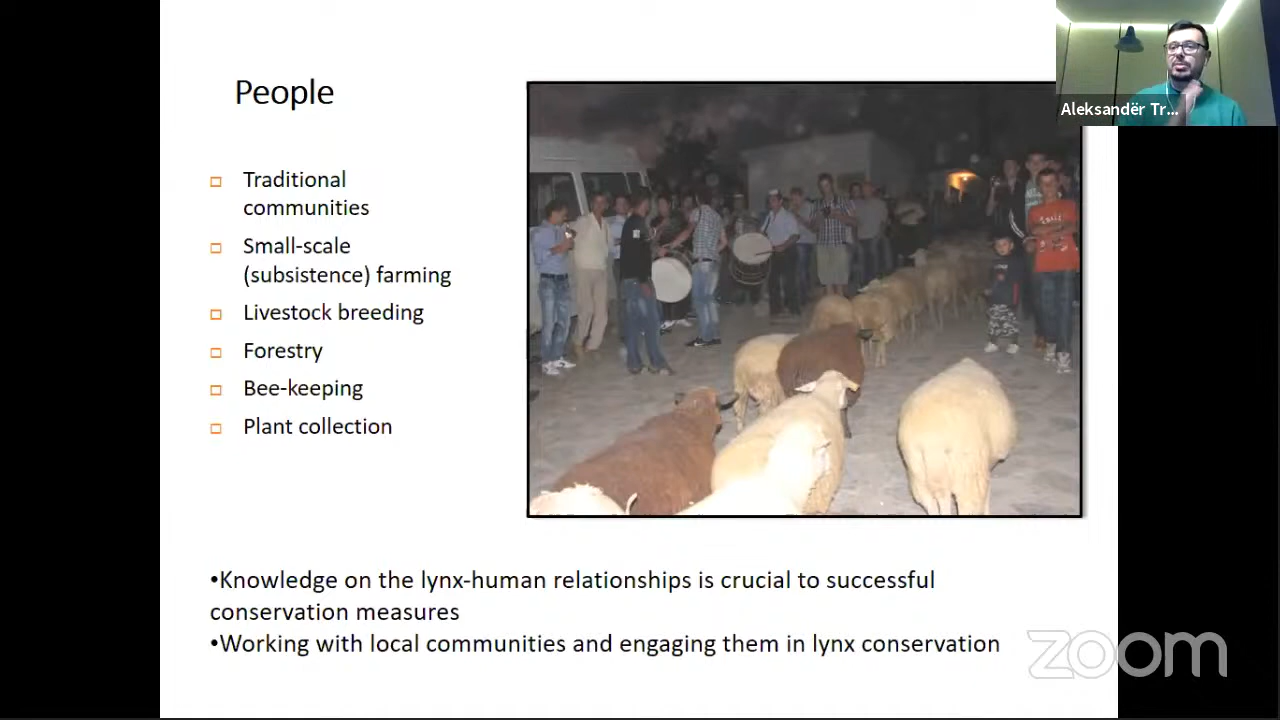 People
Aleksandër Tr...
Traditional
communities
Small-scale
(subsistence) farming
Livestock breeding
Forestry
Bee-keeping
Plant collection
•Knowledge on the lynx-human relationships is crucial to successful
conservation measures
•Working with local communities and engaging them in lynx conservation
zoom